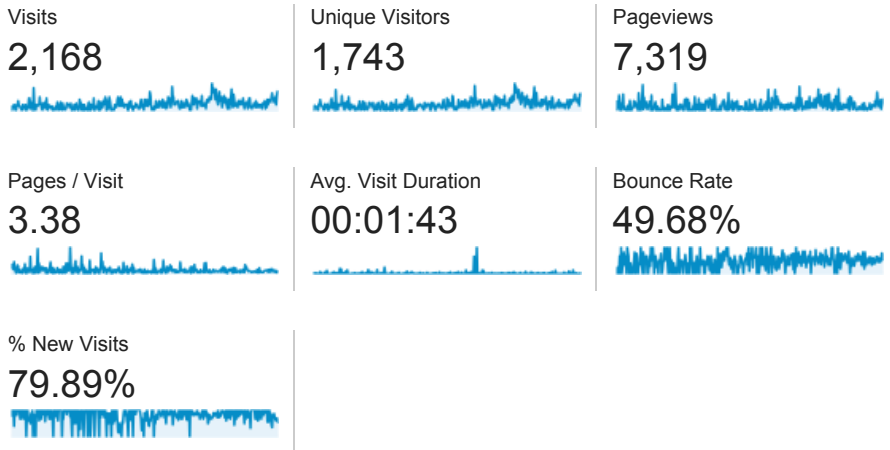 Visits
2,168
Unique Visitors
1,743
Pageviews
7,319
Pages / Visit
3.38
Avg. Visit Duration
00:01:43
Bounce Rate
49.68%
% New Visits
79.89%